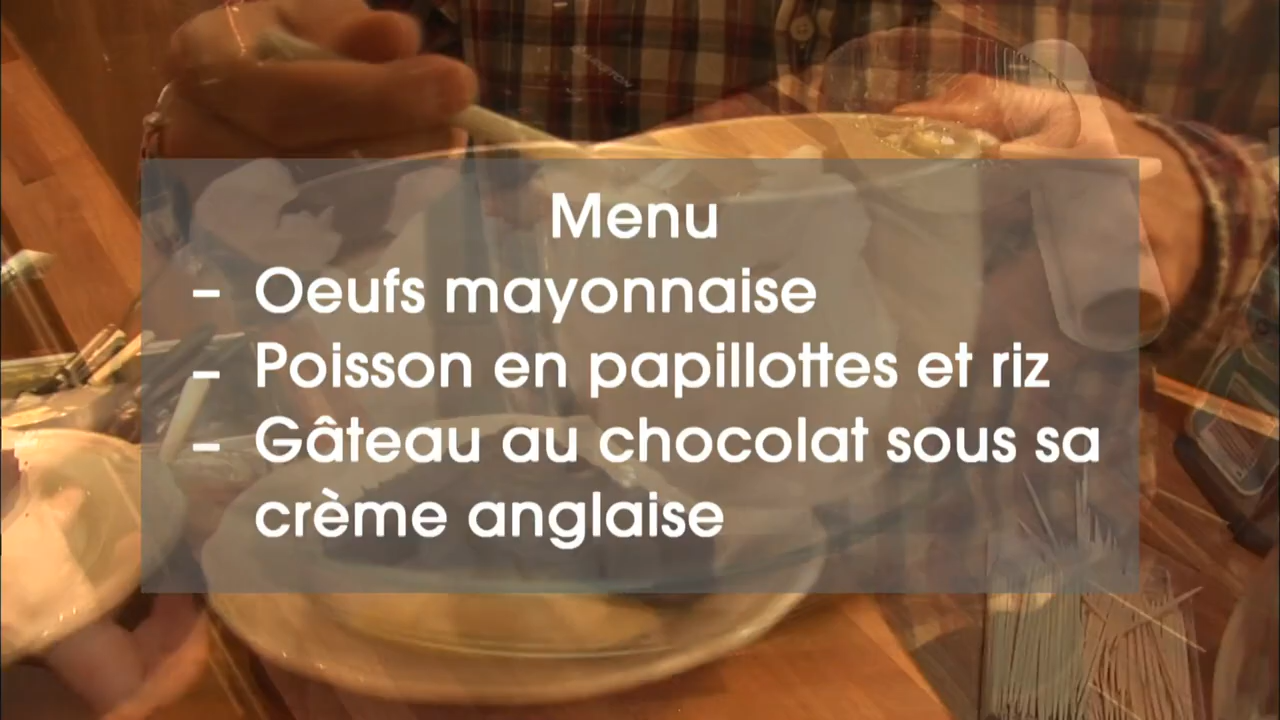 Menu
– Oeufs mayonnaise
– Poisson en papillottes et riz
– Gâteau au chocolat sous sa
crème anglaise